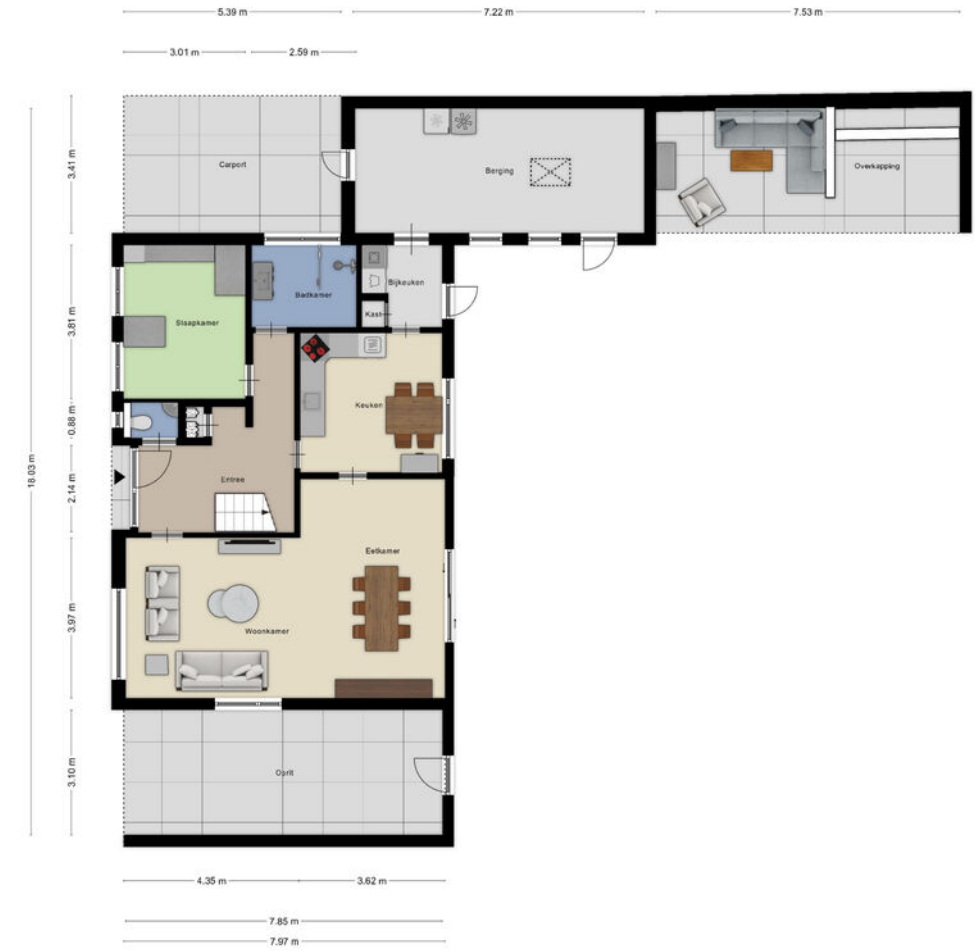 5.39 m
7.22 m
7.53 m
3.01 m
2.59 m
3.41 m
Carport
Berging
Overkapping
3.81 m
Badkamer
Bijkeuken
Kast
Slaapkamer
0.88 m
Keuken
18.03 m
2.14 m
Entree
Eetkamer
3.97 m
Woonkamer
3.10 m
Oprit
4.35 m
3.62 m
7.85 m
7.97 m